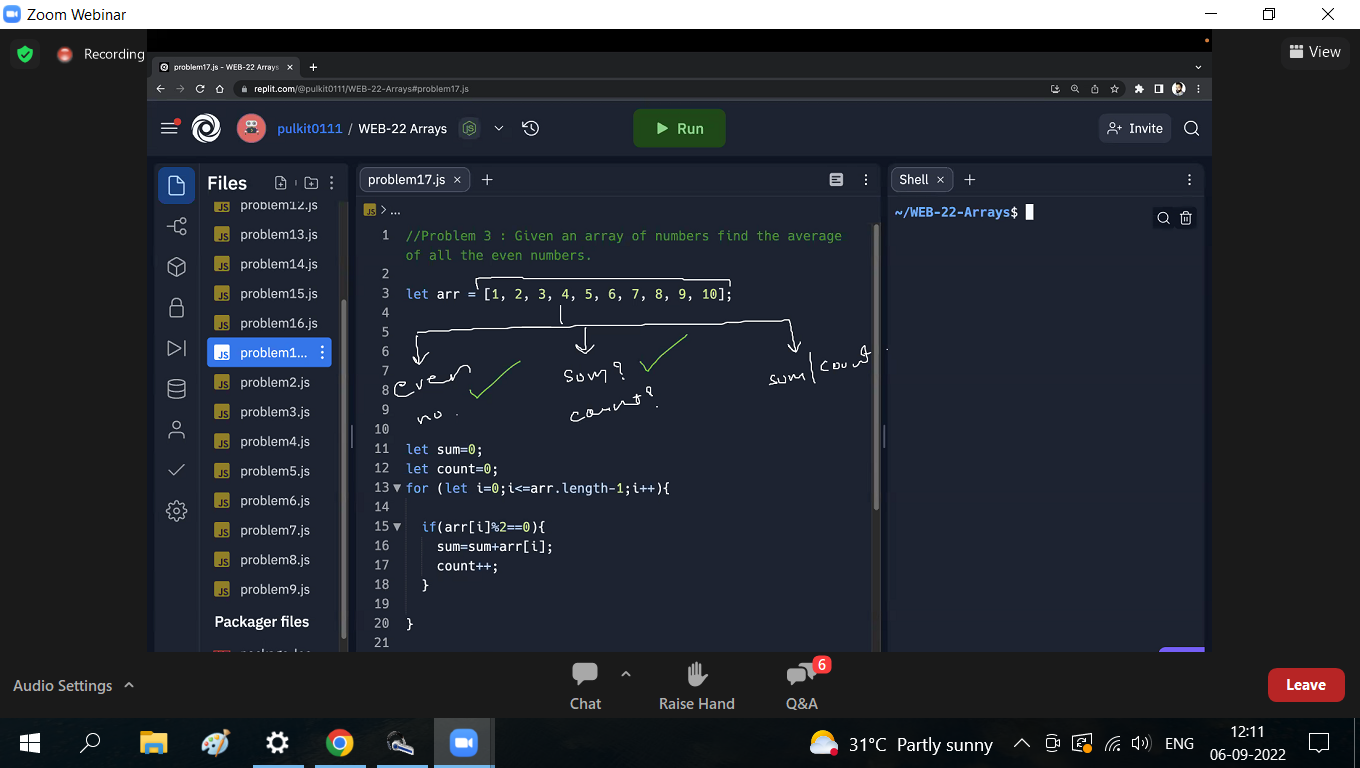 Zoom Webinar
Recording
View
problem17.js - WEB-22 Arrays
replit.com/@pulkit0111/WEB-22-Arrays#problem17.js
pulkit0111 / WEB-22 Arrays
Run
Invite
Files
problem12.js
problem13.js
problem14.js
problem15.js
problem16.js
problem1...
problem2.js
problem3.js
problem4.js
problem5.js
problem6.js
problem7.js
problem8.js
problem9.js
Packager files
problem17.js
JS > ...
1 //Problem 3 : Given an array of numbers find the average
of all the even numbers.
2
3 let arr = [1, 2, 3, 4, 5, 6, 7, 8, 9, 10];
4
5
6
7
8
9
10
even
no.
sum?
count?
sum/count
11 let sum=0;
12 let count=0;
13 for (let i=0;i<=arr.length-1;i++){
14
15 if(arr[i]%2==0){
16 sum=sum+arr[i];
17 count++;
18 }
19
20 }
21
Shell
~/WEB-22-Arrays$
Audio Settings
Chat
Raise Hand
6
Q&A
Leave
31°C Partly sunny
ENG
12:11
06-09-2022